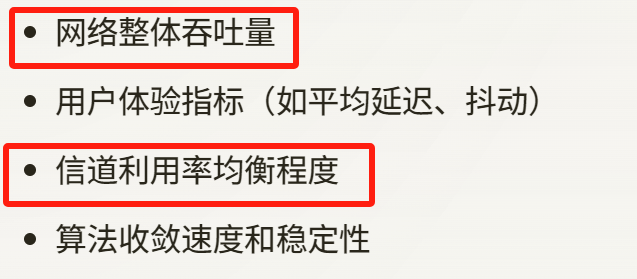 网络整体吞吐量
用户体验指标（如平均延迟、抖动）
信道利用率均衡程度
算法收敛速度和稳定性